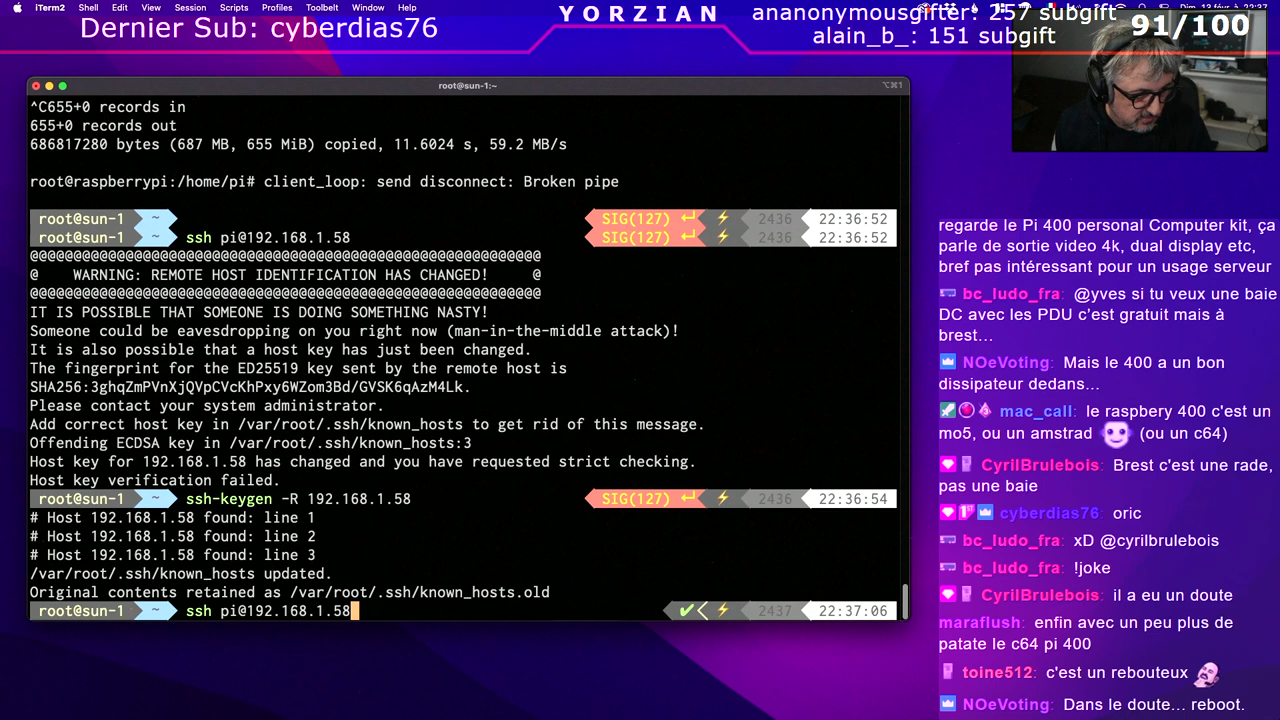 iTerm2 Shell Edit View Session Scripts Profiles Toolbelt Window Help
Dim. 13 févr. à 22:37
Dernier Sub: cyberdias76
YORZIAN
ananonymousgifter: 257 subgift
alain_b_: 151 subgift
91/100
root@sun-1:~
⌥⌘1
^C655+0 records in
655+0 records out
686817280 bytes (687 MB, 655 MiB) copied, 11.6024 s, 59.2 MB/s
root@raspberrypi:/home/pi# client_loop: send disconnect: Broken pipe
root@sun-1 ~ SIG(127) ↵ ⚡ 2436 22:36:52
root@sun-1 ~ ssh pi@192.168.1.58 SIG(127) ↵ ⚡ 2436 22:36:52
@@@@@@@@@@@@@@@@@@@@@@@@@@@@@@@@@@@@@@@@@@@@@@@@@@@@@@@@@@@
@    WARNING: REMOTE HOST IDENTIFICATION HAS CHANGED!     @
@@@@@@@@@@@@@@@@@@@@@@@@@@@@@@@@@@@@@@@@@@@@@@@@@@@@@@@@@@@
IT IS POSSIBLE THAT SOMEONE IS DOING SOMETHING NASTY!
Someone could be eavesdropping on you right now (man-in-the-middle attack)!
It is also possible that a host key has just been changed.
The fingerprint for the ED25519 key sent by the remote host is
SHA256:3ghqZmPVnXjQVpCVcKhPxy6WZom3Bd/GVSK6qAzM4Lk.
Please contact your system administrator.
Add correct host key in /var/root/.ssh/known_hosts to get rid of this message.
Offending ECDSA key in /var/root/.ssh/known_hosts:3
Host key for 192.168.1.58 has changed and you have requested strict checking.
Host key verification failed.
root@sun-1 ~ ssh-keygen -R 192.168.1.58 SIG(127) ↵ ⚡ 2436 22:36:54
# Host 192.168.1.58 found: line 1
# Host 192.168.1.58 found: line 2
# Host 192.168.1.58 found: line 3
/var/root/.ssh/known_hosts updated.
Original contents retained as /var/root/.ssh/known_hosts.old
root@sun-1 ~ ssh pi@192.168.1.58 ✔ ⚡ 2437 22:37:06
regarde le Pi 400 personal Computer kit, ça
parle de sortie video 4k, dual display etc,
bref pas intéressant pour un usage serveur
bc_ludo_fra: @yves si tu veux une baie
DC avec les PDU c'est gratuit mais à
brest…
NOeVoting: Mais le 400 a un bon
dissipateur dedans…
mac_call: le raspbery 400 c'est un
mo5, ou un amstrad (ou un c64)
CyrilBrulebois: Brest c'est une rade,
pas une baie
cyberdias76: oric
bc_ludo_fra: xD @cyrilbrulebois
bc_ludo_fra: !joke
CyrilBrulebois: il a eu un doute
maraflush: enfin avec un peu plus de
patate le c64 pi 400
toine512: c'est un rebouteux
NOeVoting: Dans le doute… reboot.